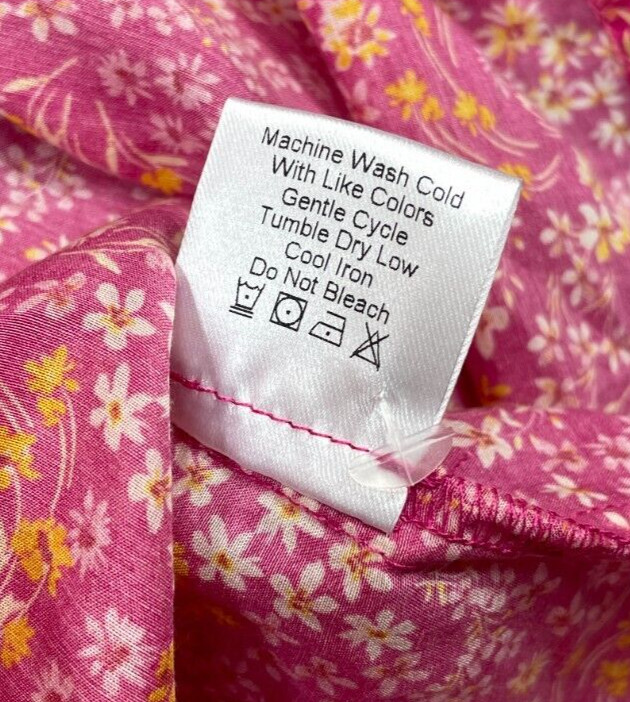 Machine Wash Cold
With Like Colors
Gentle Cycle
Tumble Dry Low
Cool Iron
Do Not Bleach